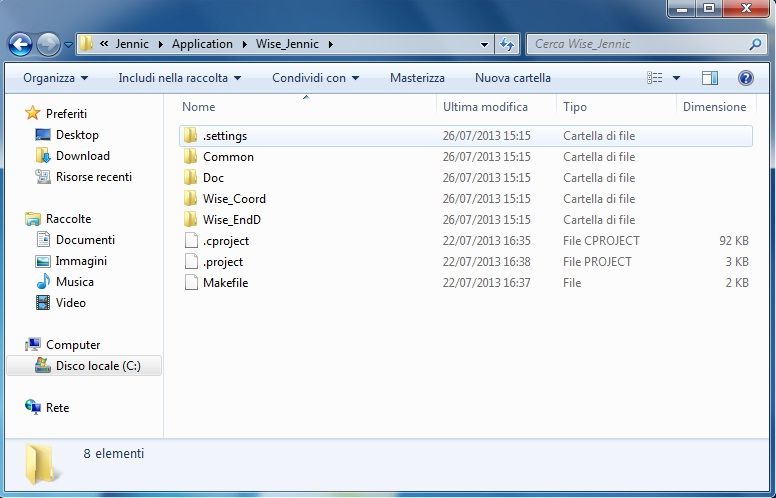 « Jennic Application Wise_Jennic Cerca Wise_Jennic
Organizza Includi nella raccolta Condividi con Masterizza Nuova cartella
Nome Ultima modifica Tipo Dimensione
Preferiti
Desktop
Download
Risorse recenti
Raccolte
Documenti
Immagini
Musica
Video
Computer
Disco locale (C:)
Rete
.settings 26/07/2013 15:15 Cartella di file
Common 26/07/2013 15:15 Cartella di file
Doc 26/07/2013 15:15 Cartella di file
Wise_Coord 26/07/2013 15:15 Cartella di file
Wise_EndD 26/07/2013 15:15 Cartella di file
.cproject 22/07/2013 16:35 File CPROJECT 92 KB
.project 22/07/2013 16:38 File PROJECT 3 KB
Makefile 22/07/2013 16:37 File 2 KB
8 elementi